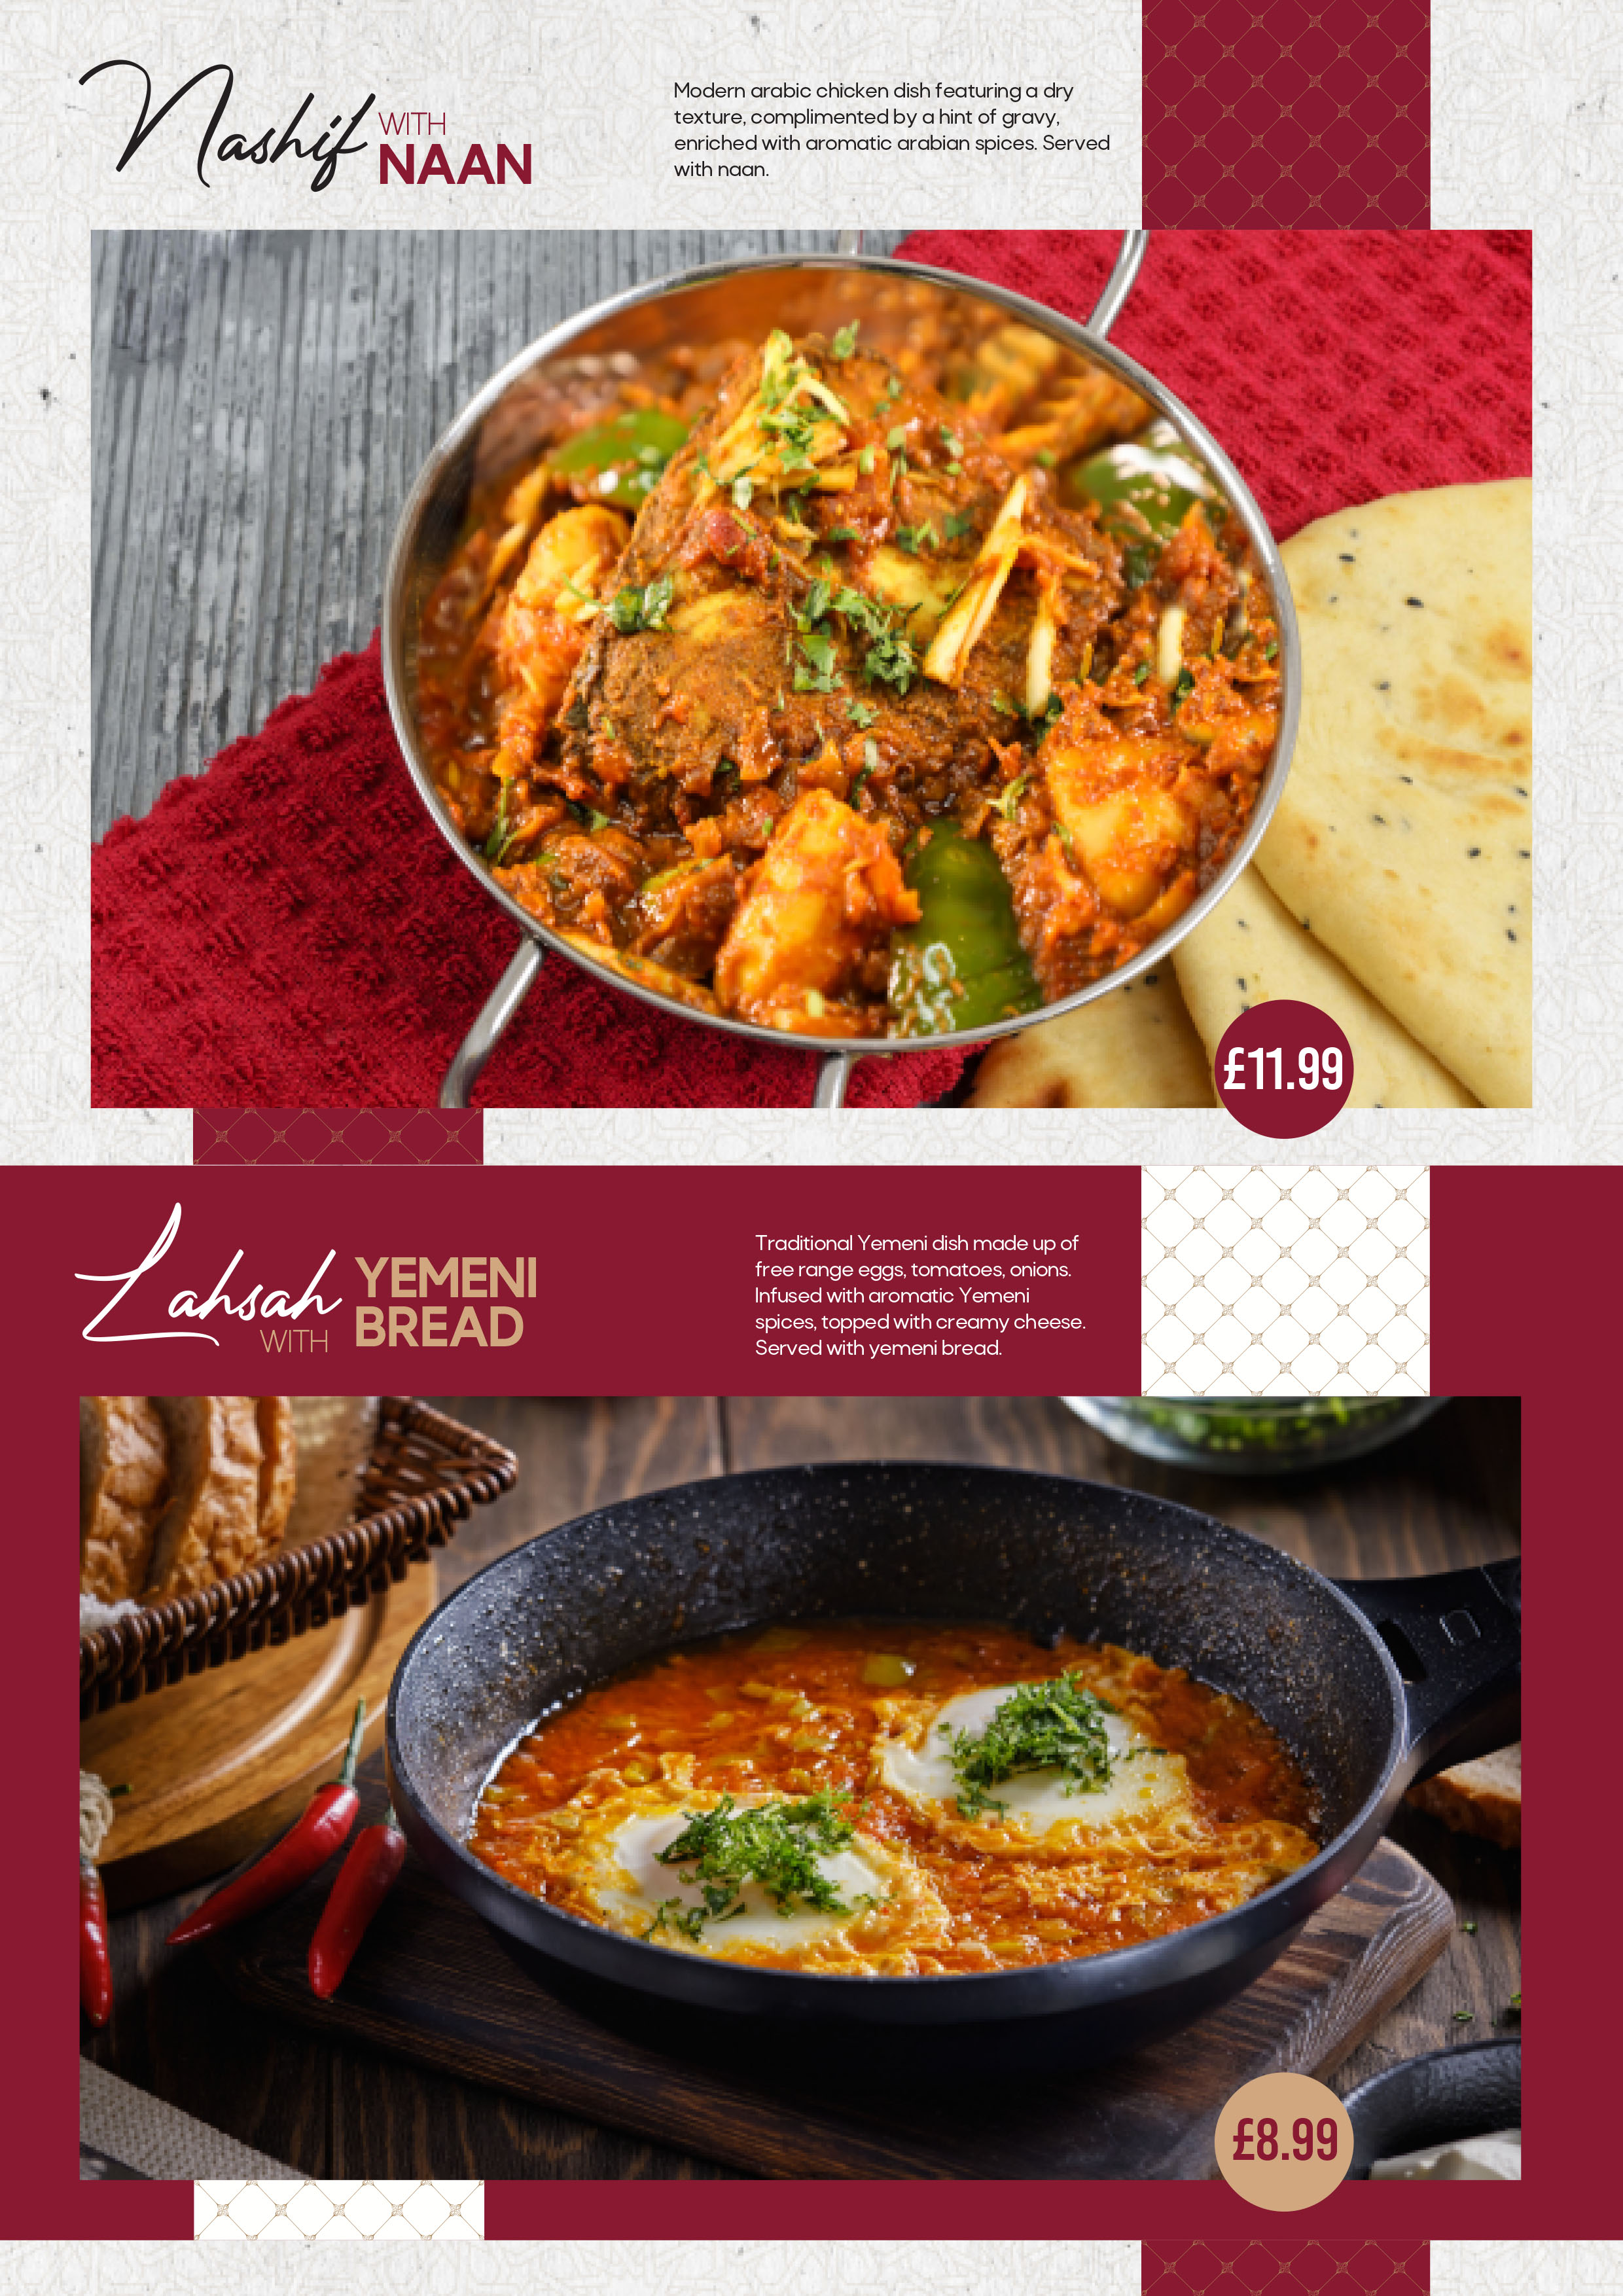 Nashif WITH
NAAN
Modern arabic chicken dish featuring a dry
texture, complimented by a hint of gravy,
enriched with aromatic arabian spices. Served
with naan.
£11.99
Lahsah YEMENI
WITH BREAD
Traditional Yemeni dish made up of
free range eggs, tomatoes, onions.
Infused with aromatic Yemeni
spices, topped with creamy cheese.
Served with yemeni bread.
£8.99